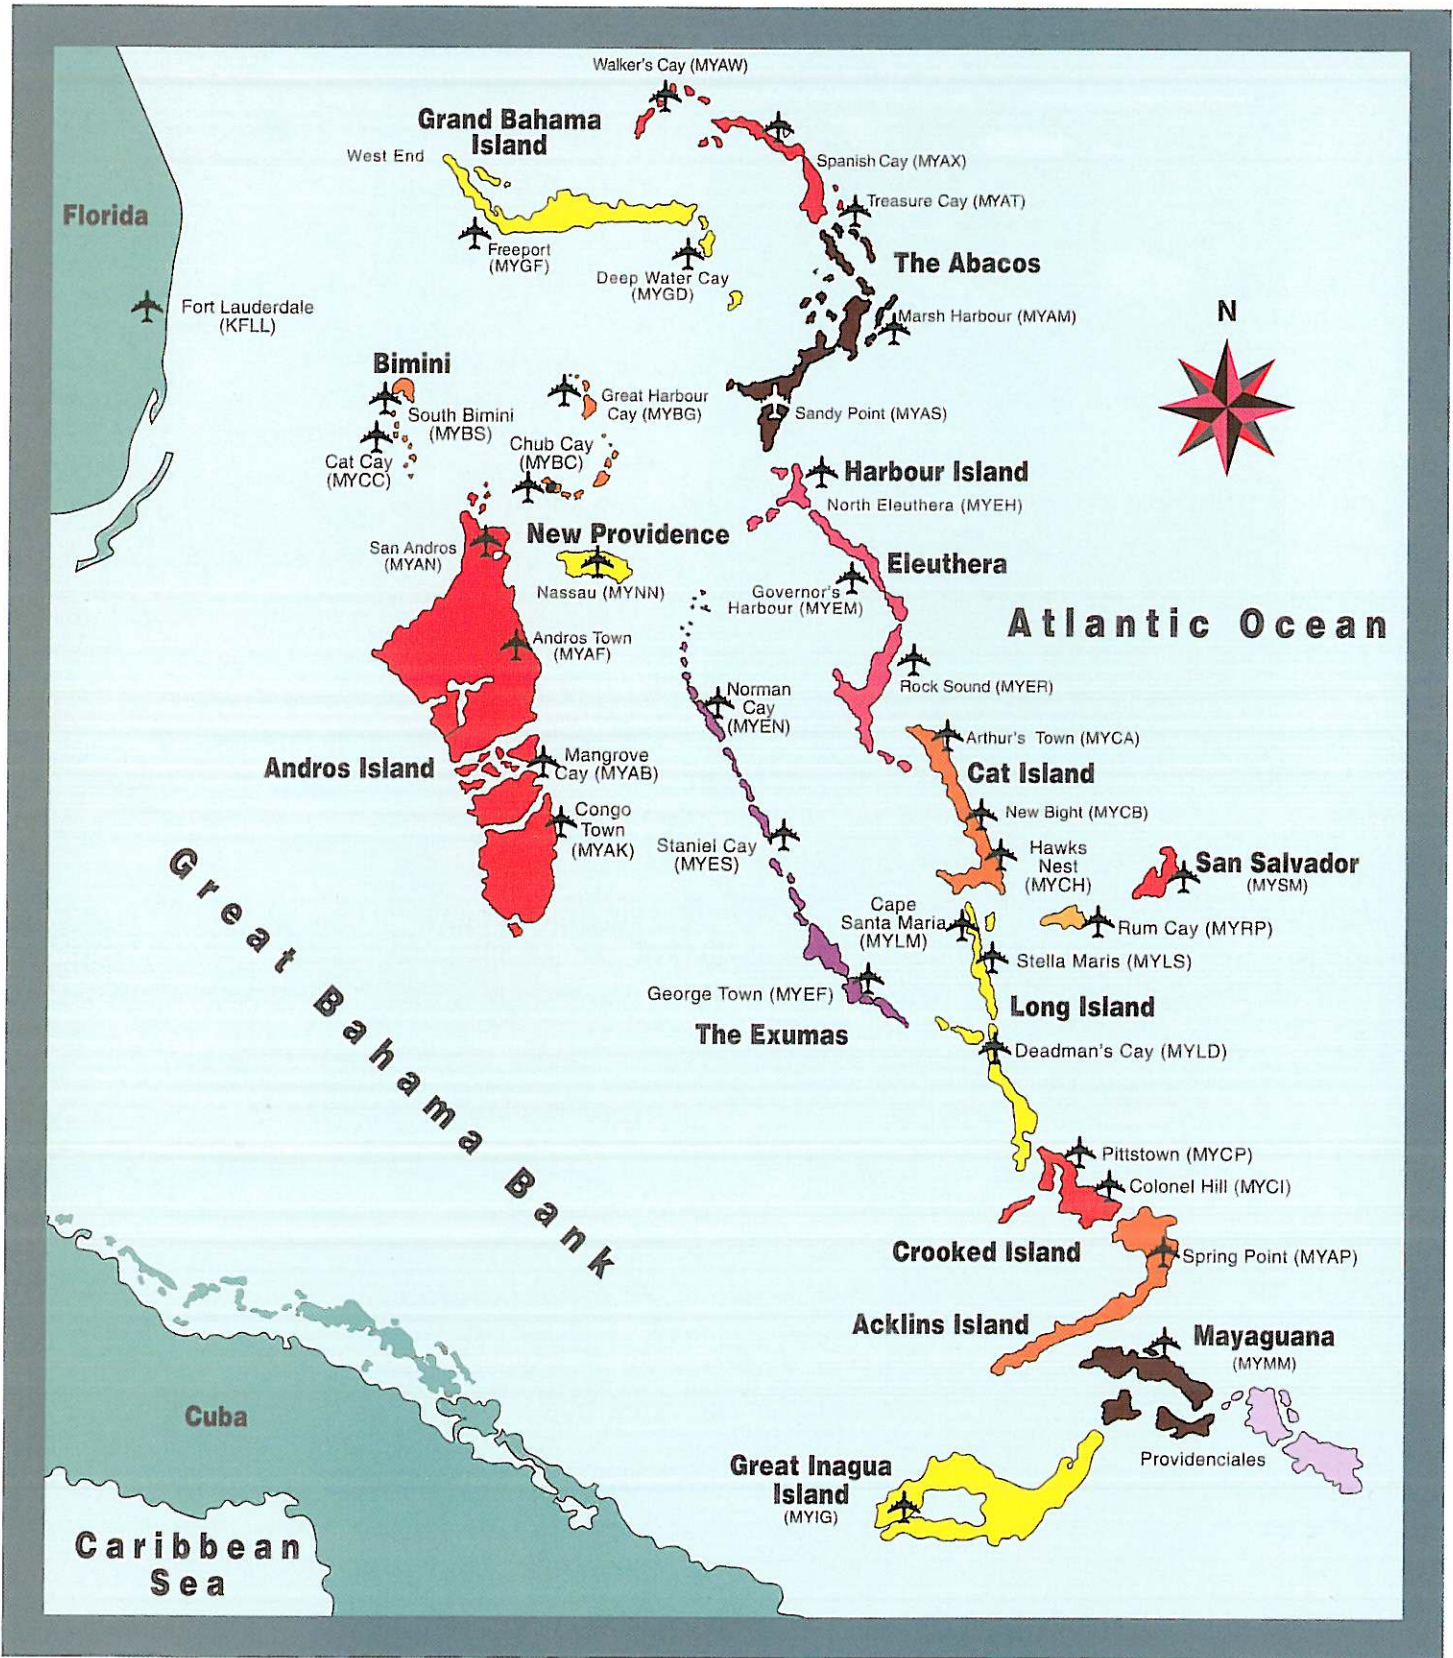 Walker's Cay (MYAW)
Grand Bahama
Island
West End
Spanish Cay (MYAX)
Treasure Cay (MYAT)
Florida
Freeport
(MYGF)
The Abacos
Deep Water Cay
(MYGD)
Fort Lauderdale
(KFLL)
Marsh Harbour (MYAM)
N
Bimini
South Bimini
(MYBS)
Great Harbour
Cay (MYBG)
Sandy Point (MYAS)
Cat Cay
(MYCC)
Chub Cay
(MYBC)
Harbour Island
North Eleuthera (MYEH)
San Andros
(MYAN)
New Providence
Nassau (MYNN)
Eleuthera
Governor's
Harbour (MYEM)
Atlantic Ocean
Andros Town
(MYAF)
Rock Sound (MYER)
Norman
Cay
(MYEN)
Arthur's Town (MYCA)
Andros Island
Mangrove
Cay (MYAB)
Cat Island
New Bight (MYCB)
Congo
Town
(MYAK)
Staniel Cay
(MYES)
Hawks
Nest
(MYCH)
San Salvador
(MYSM)
Cape
Santa Maria
(MYLM)
Rum Cay (MYRP)
Stella Maris (MYLS)
George Town (MYEF)
The Exumas
Long Island
Deadman's Cay (MYLD)
Great Bahama Bank
Pittstown (MYCP)
Colonel Hill (MYCI)
Crooked Island
Spring Point (MYAP)
Acklins Island
Mayaguana
(MYMM)
Cuba
Providenciales
Great Inagua
Island
(MYIG)
Caribbean
Sea